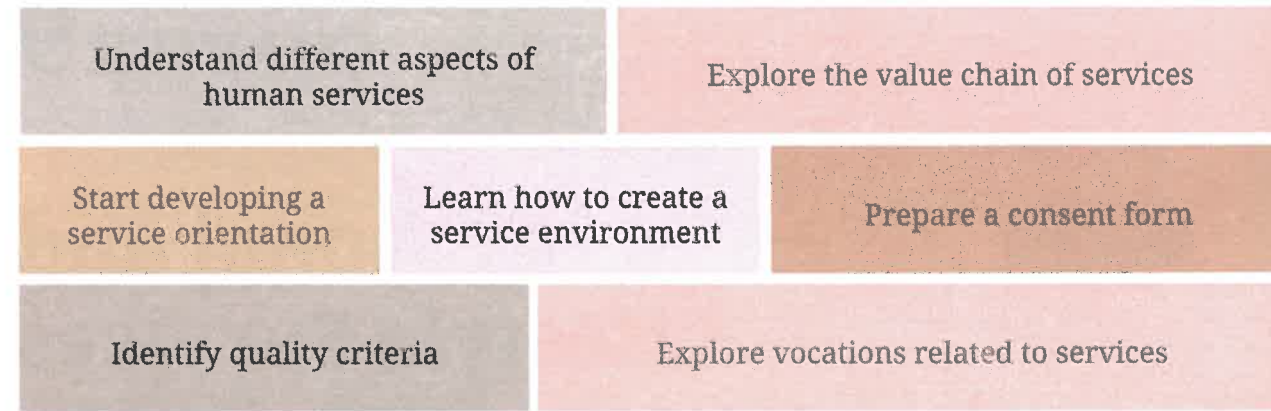 Understand different aspects of
human services
Explore the value chain of services
Start developing a
service orientation
Learn how to create a
service environment
Prepare a consent form
Identify quality criteria
Explore vocations related to services